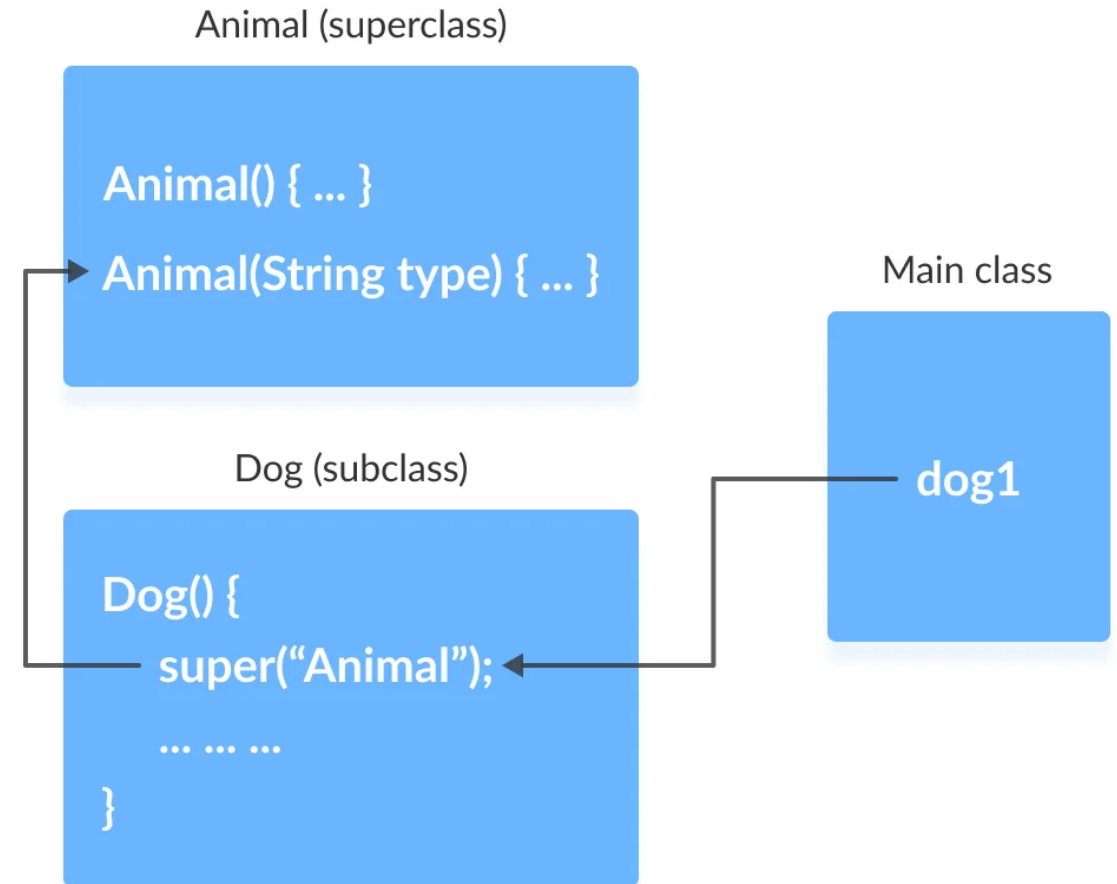 Animal (superclass)
Animal() { ... }
Animal(String type) { ... }
Main class
dog1
Dog (subclass)
Dog() {
super(“Animal”);
... ... ...
}